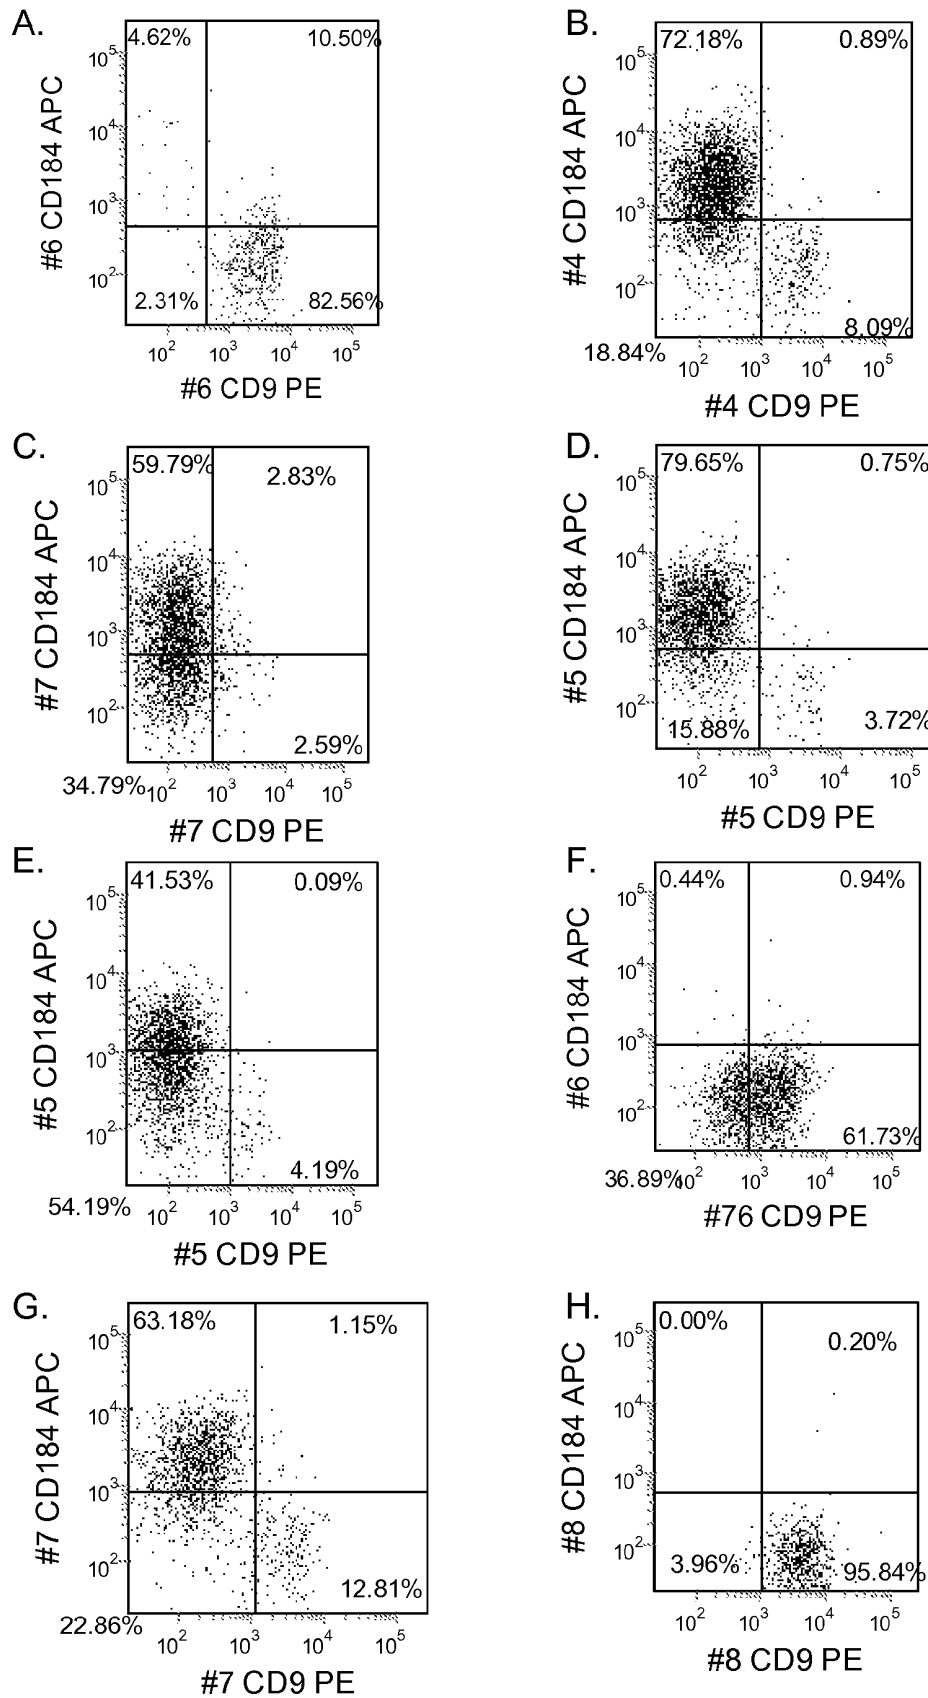 A.
4.62% 10.50%
10^5
10^4
10^3
10^2
#6 CD184 APC
2.31% 82.56%
10^2 10^3 10^4 10^5
#6 CD9 PE
B.
72.18% 0.89%
10^5
10^4
10^3
10^2
#4 CD184 APC
8.09%
18.84%
10^2 10^3 10^4 10^5
#4 CD9 PE
C.
59.79% 2.83%
10^5
10^4
10^3
10^2
#7 CD184 APC
2.59%
34.79% 10^2 10^3 10^4 10^5
#7 CD9 PE
D.
79.65% 0.75%
10^5
10^4
10^3
10^2
#5 CD184 APC
15.88% 3.72%
10^2 10^3 10^4 10^5
#5 CD9 PE
E.
41.53% 0.09%
10^5
10^4
10^3
10^2
#5 CD184 APC
4.19%
54.19% 10^2 10^3 10^4 10^5
#5 CD9 PE
F.
0.44% 0.94%
10^5
10^4
10^3
10^2
#6 CD184 APC
61.73%
36.89% 10^2 10^3 10^4 10^5
#76 CD9 PE
G.
63.18% 1.15%
10^5
10^4
10^3
10^2
#7 CD184 APC
12.81%
22.86%
10^2 10^3 10^4 10^5
#7 CD9 PE
H.
0.00% 0.20%
10^5
10^4
10^3
10^2
#8 CD184 APC
3.96% 95.84%
10^2 10^3 10^4 10^5
#8 CD9 PE